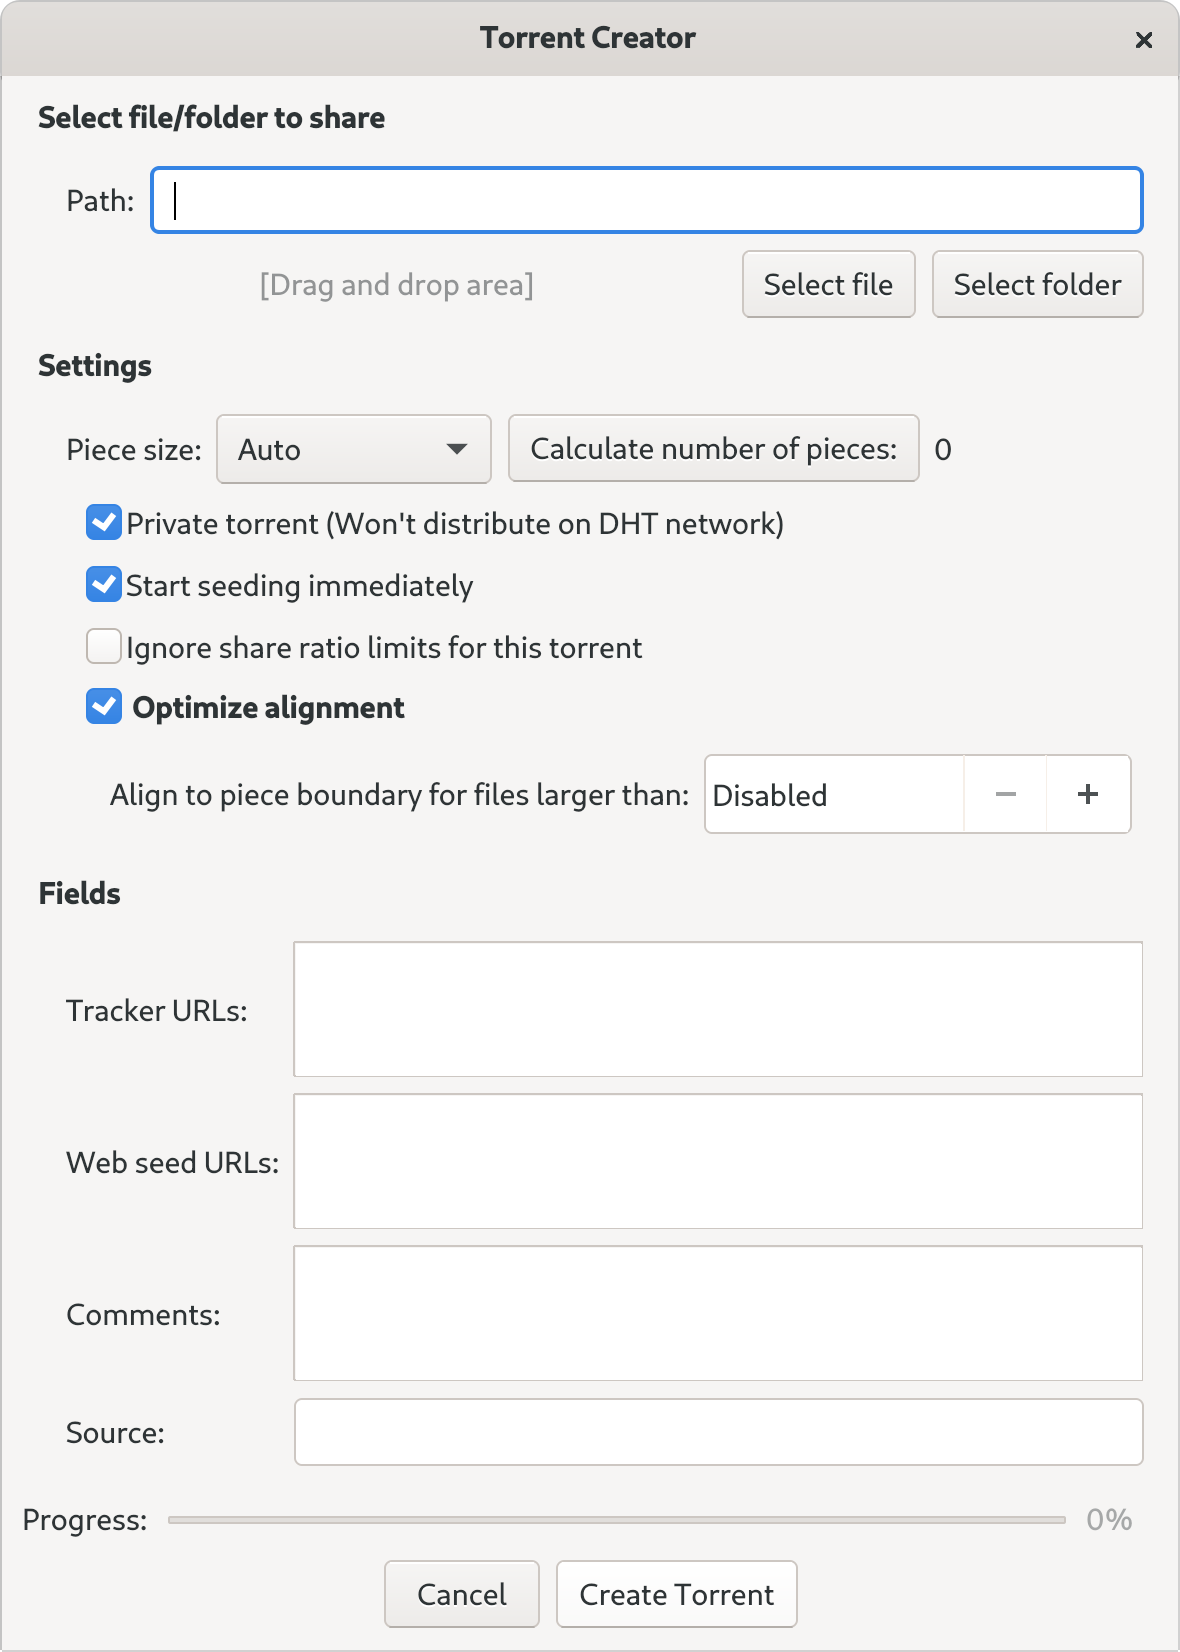 Torrent Creator
Select file/folder to share
Path:
[Drag and drop area] Select file Select folder
Settings
Piece size: Auto Calculate number of pieces: 0
Private torrent (Won't distribute on DHT network)
Start seeding immediately
Ignore share ratio limits for this torrent
Optimize alignment
Align to piece boundary for files larger than: Disabled − +
Fields
Tracker URLs:
Web seed URLs:
Comments:
Source:
Progress: 0%
Cancel Create Torrent